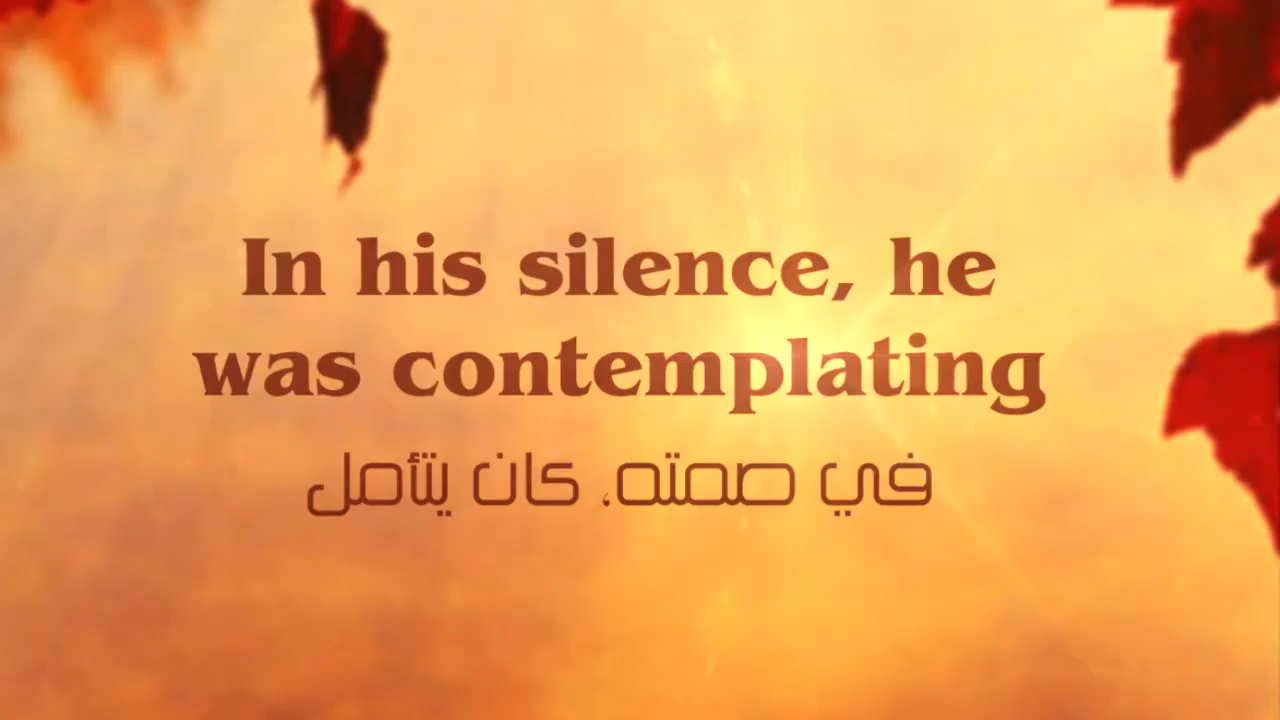 In his silence, he
was contemplating
في صمته، كان يتأمل